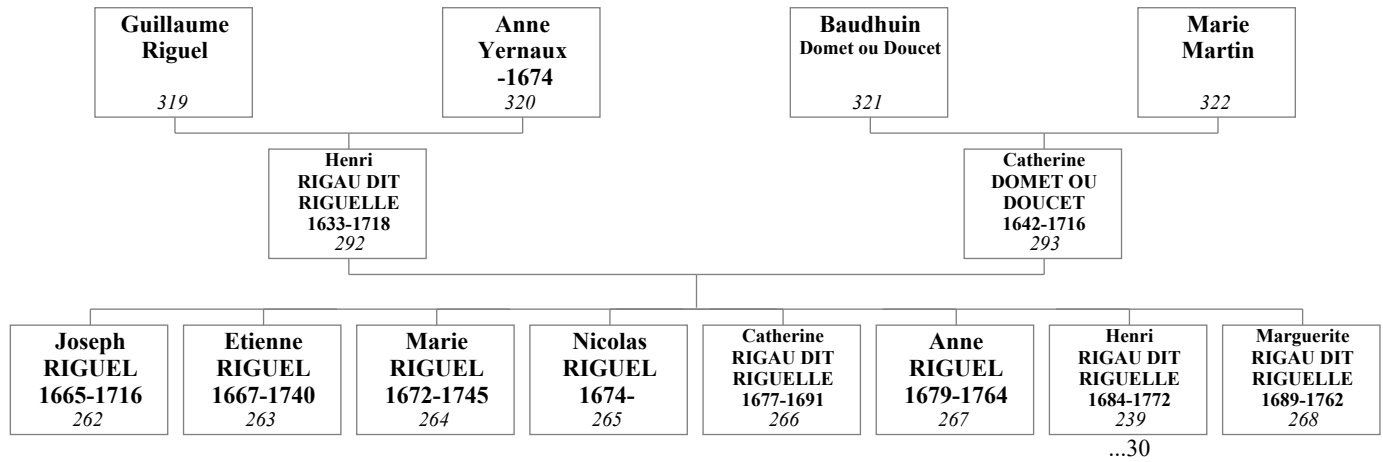 Guillaume
Riguel
319
Anne
Yernaux
-1674
320
Baudhuin
Domet ou Doucet
321
Marie
Martin
322
Henri
RIGAU DIT
RIGUELLE
1633-1718
292
Catherine
DOMET OU
DOUCET
1642-1716
293
Joseph
RIGUEL
1665-1716
262
Etienne
RIGUEL
1667-1740
263
Marie
RIGUEL
1672-1745
264
Nicolas
RIGUEL
1674-
265
Catherine
RIGAU DIT
RIGUELLE
1677-1691
266
Anne
RIGUEL
1679-1764
267
Henri
RIGAU DIT
RIGUELLE
1684-1772
239
...30
Marguerite
RIGAU DIT
RIGUELLE
1689-1762
268